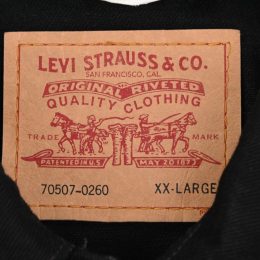 LEVI STRAUSS & CO.
SAN FRANCISCO, CAL.
ORIGINAL RIVETED
QUALITY CLOTHING
TRADE MARK
PATENTED IN U.S. MAY 20 1873
70507-0260 XX-LARGE